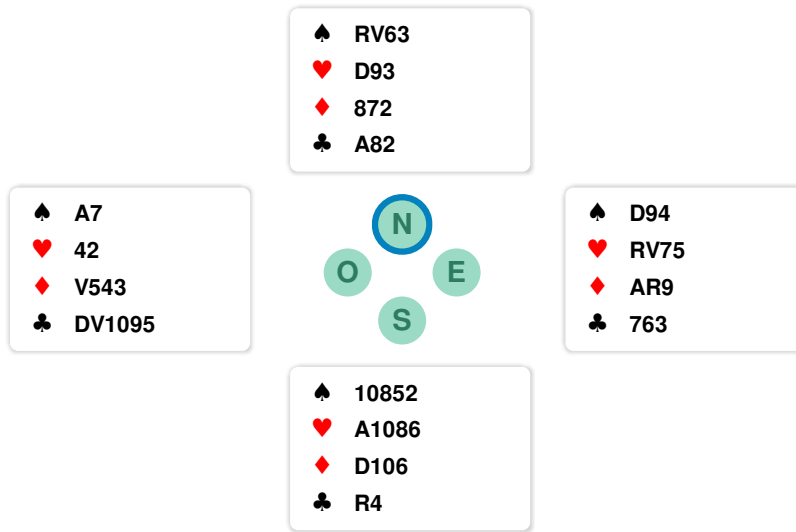 ♠ RV63
♥ D93
♦ 872
♣ A82
♠ A7
♥ 42
♦ V543
♣ DV1095
N
O E
S
♠ D94
♥ RV75
♦ AR9
♣ 763
♠ 10852
♥ A1086
♦ D106
♣ R4